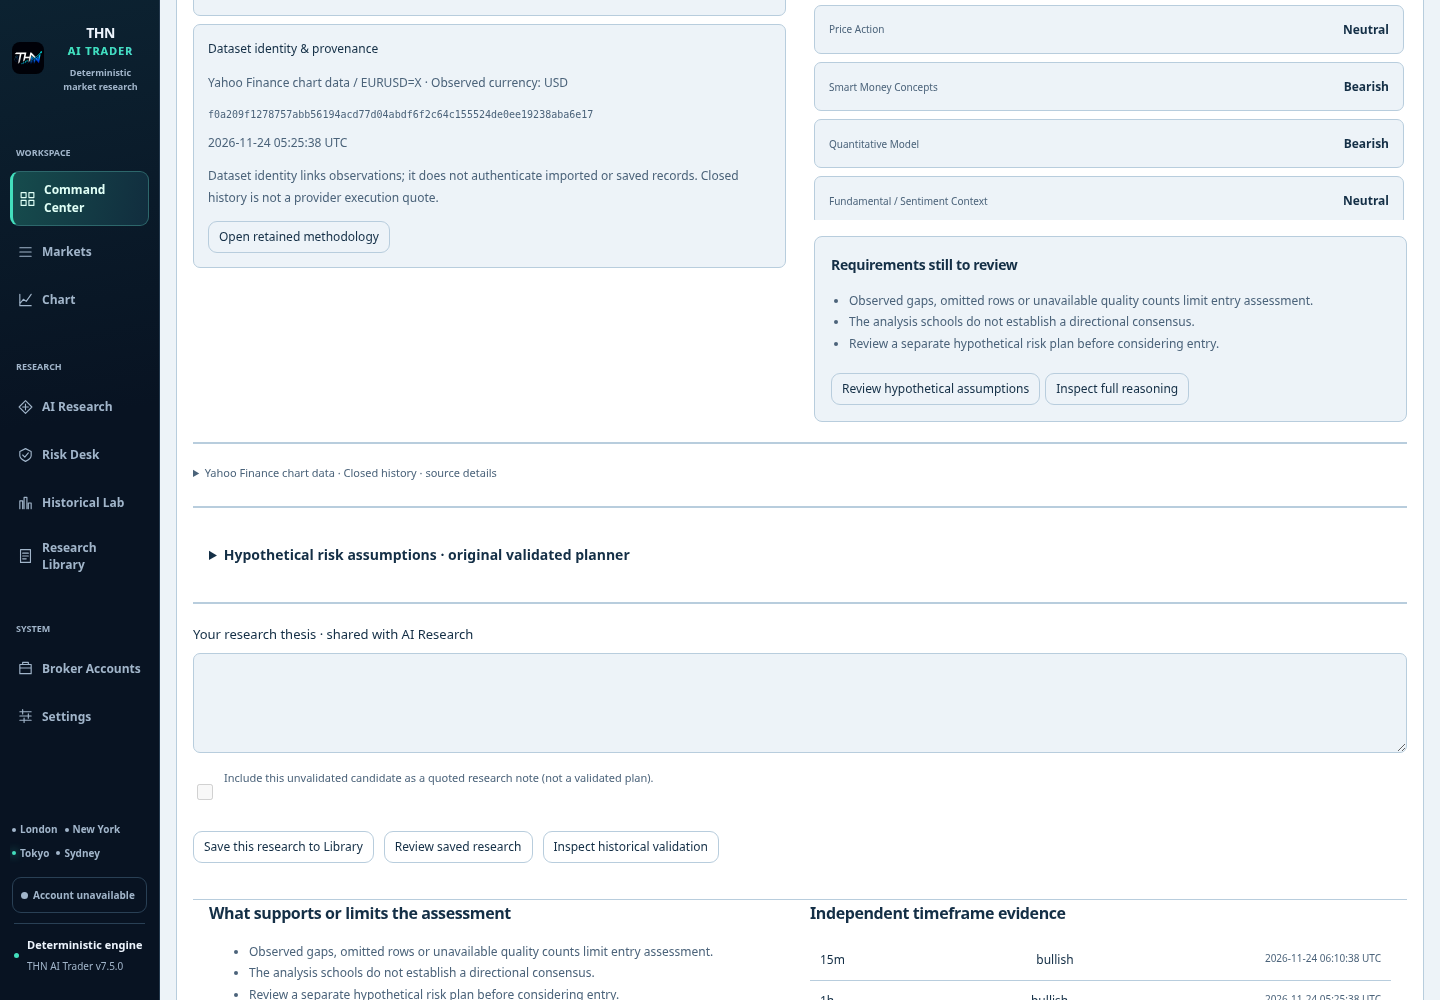 THN
AI TRADER
Deterministic
market research
WORKSPACE
Command
Center
Markets
Chart
RESEARCH
AI Research
Risk Desk
Historical Lab
Research
Library
SYSTEM
Broker Accounts
Settings
London New York
Tokyo Sydney
Account unavailable
Deterministic engine
THN AI Trader v7.5.0
Dataset identity & provenance
Yahoo Finance chart data / EURUSD=X · Observed currency: USD
f0a209f1278757abb56194acd77d04abdf6f2c64c155524de0ee19238aba6e17
2026-11-24 05:25:38 UTC
Dataset identity links observations; it does not authenticate imported or saved records. Closed
history is not a provider execution quote.
Open retained methodology
Price Action Neutral
Smart Money Concepts Bearish
Quantitative Model Bearish
Fundamental / Sentiment Context Neutral
Requirements still to review
• Observed gaps, omitted rows or unavailable quality counts limit entry assessment.
• The analysis schools do not establish a directional consensus.
• Review a separate hypothetical risk plan before considering entry.
Review hypothetical assumptions Inspect full reasoning
Yahoo Finance chart data · Closed history · source details
Hypothetical risk assumptions · original validated planner
Your research thesis · shared with AI Research
Include this unvalidated candidate as a quoted research note (not a validated plan).
Save this research to Library Review saved research Inspect historical validation
What supports or limits the assessment
• Observed gaps, omitted rows or unavailable quality counts limit entry assessment.
• The analysis schools do not establish a directional consensus.
• Review a separate hypothetical risk plan before considering entry.
Independent timeframe evidence
15m bullish 2026-11-24 06:10:38 UTC
1h bullish 2026-11-24 05:25:38 UTC